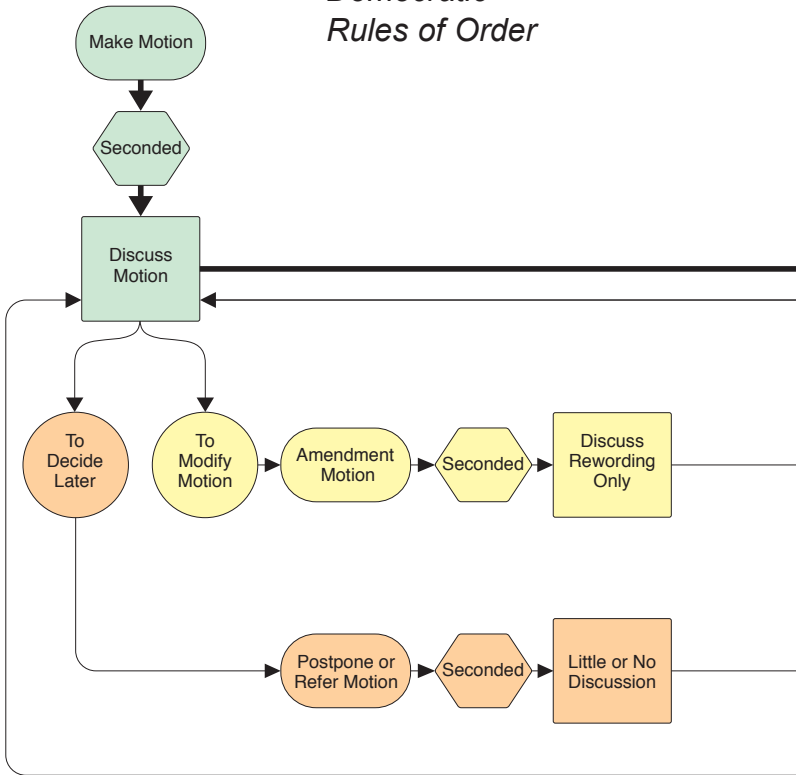 Democratic
Rules of Order
Make Motion
Seconded
Discuss
Motion
To
Decide
Later
To
Modify
Motion
Amendment
Motion
Seconded
Discuss
Rewording
Only
Postpone or
Refer Motion
Seconded
Little or No
Discussion